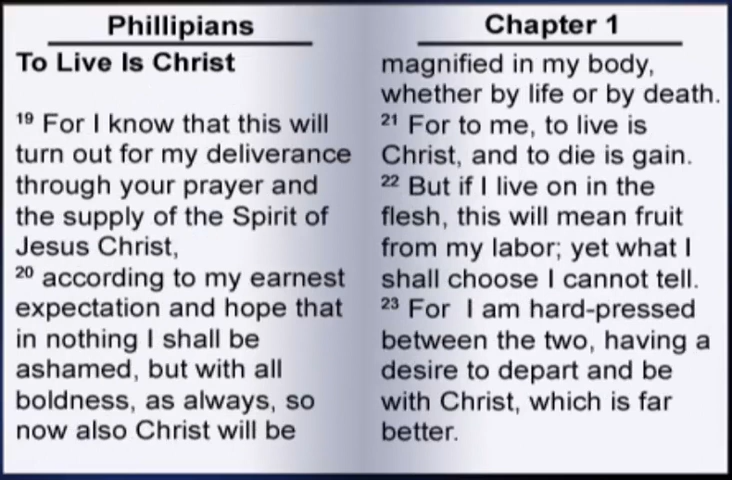 Phillipians
To Live Is Christ
19 For I know that this will
turn out for my deliverance
through your prayer and
the supply of the Spirit of
Jesus Christ,
20 according to my earnest
expectation and hope that
in nothing I shall be
ashamed, but with all
boldness, as always, so
now also Christ will be
Chapter 1
magnified in my body,
whether by life or by death.
21 For to me, to live is
Christ, and to die is gain.
22 But if I live on in the
flesh, this will mean fruit
from my labor; yet what I
shall choose I cannot tell.
23 For  I am hard-pressed
between the two, having a
desire to depart and be
with Christ, which is far
better.